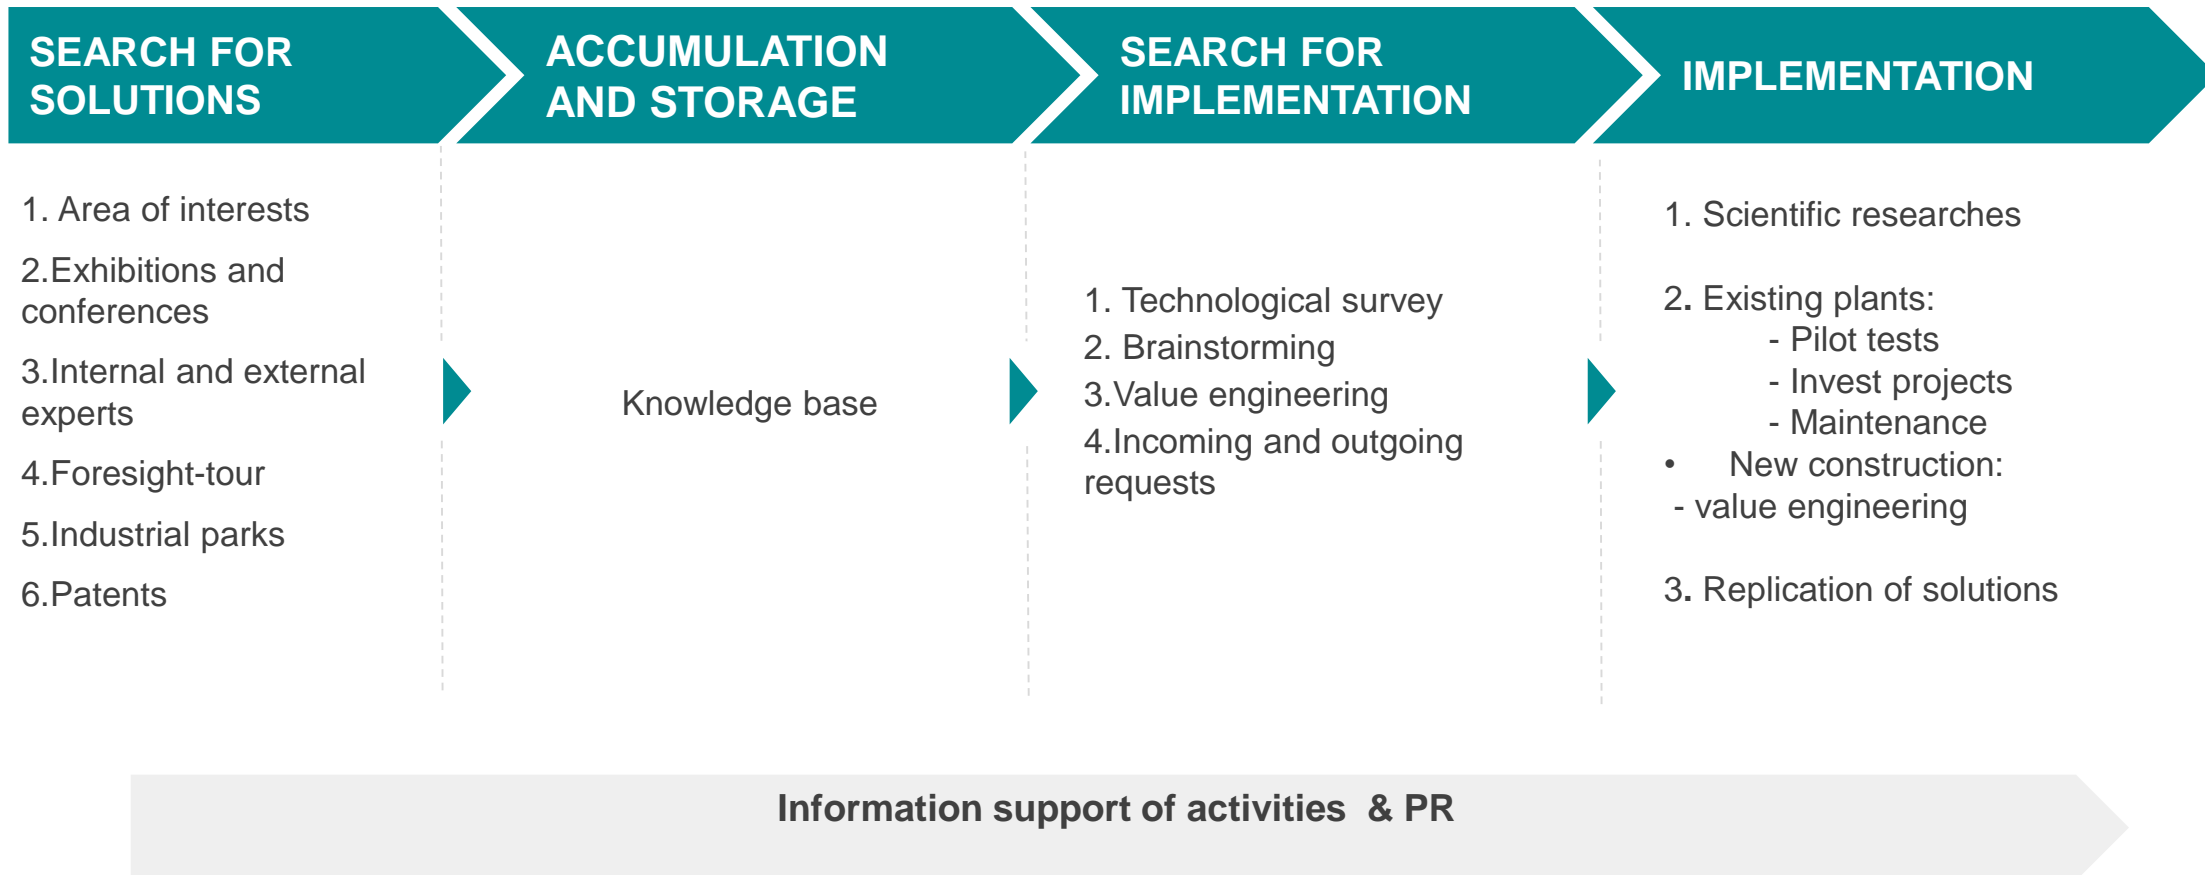 SEARCH FOR
SOLUTIONS
ACCUMULATION
AND STORAGE
SEARCH FOR
IMPLEMENTATION
IMPLEMENTATION
1. Area of interests
2.Exhibitions and
conferences
3.Internal and external
experts
4.Foresight-tour
5.Industrial parks
6.Patents
Knowledge base
1. Technological survey
2. Brainstorming
3.Value engineering
4.Incoming and outgoing
requests
1. Scientific researches
2. Existing plants:
- Pilot tests
- Invest projects
- Maintenance
• New construction:
- value engineering
3. Replication of solutions
Information support of activities & PR